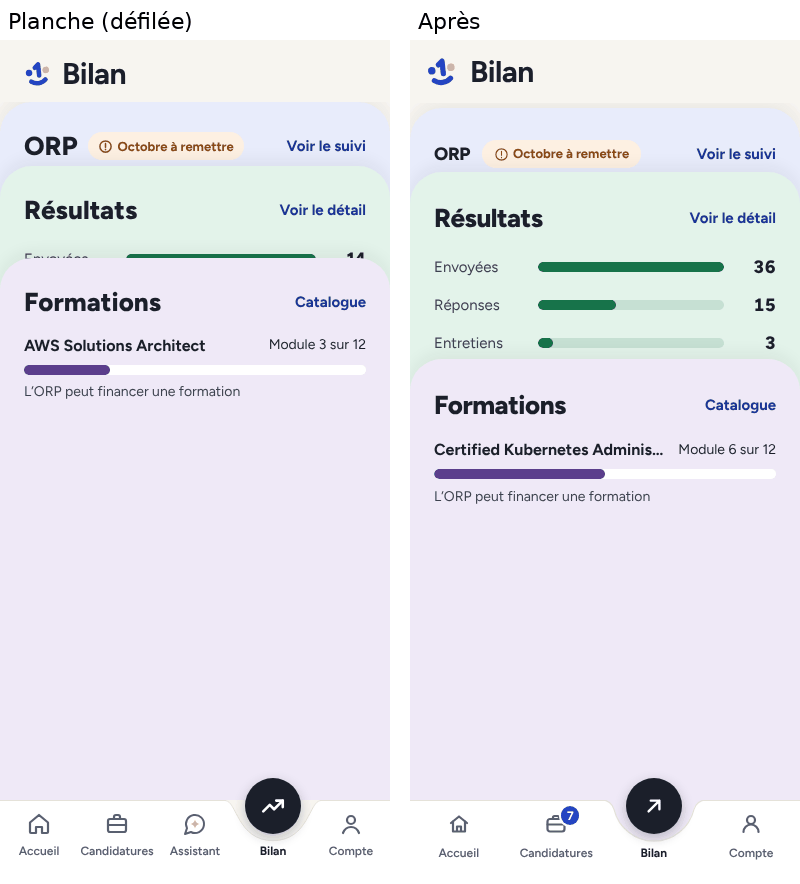 Planche (défilée)
Bilan
ORP
Octobre à remettre
Voir le suivi
Résultats
Voir le détail
Envoyées
14
Formations
Catalogue
AWS Solutions Architect
Module 3 sur 12
L'ORP peut financer une formation
Accueil
Candidatures
Assistant
Bilan
Compte
Après
Bilan
ORP
Octobre à remettre
Voir le suivi
Résultats
Voir le détail
Envoyées
36
Réponses
15
Entretiens
3
Formations
Catalogue
Certified Kubernetes Adminis...
Module 6 sur 12
L'ORP peut financer une formation
7
Accueil
Candidatures
Bilan
Compte